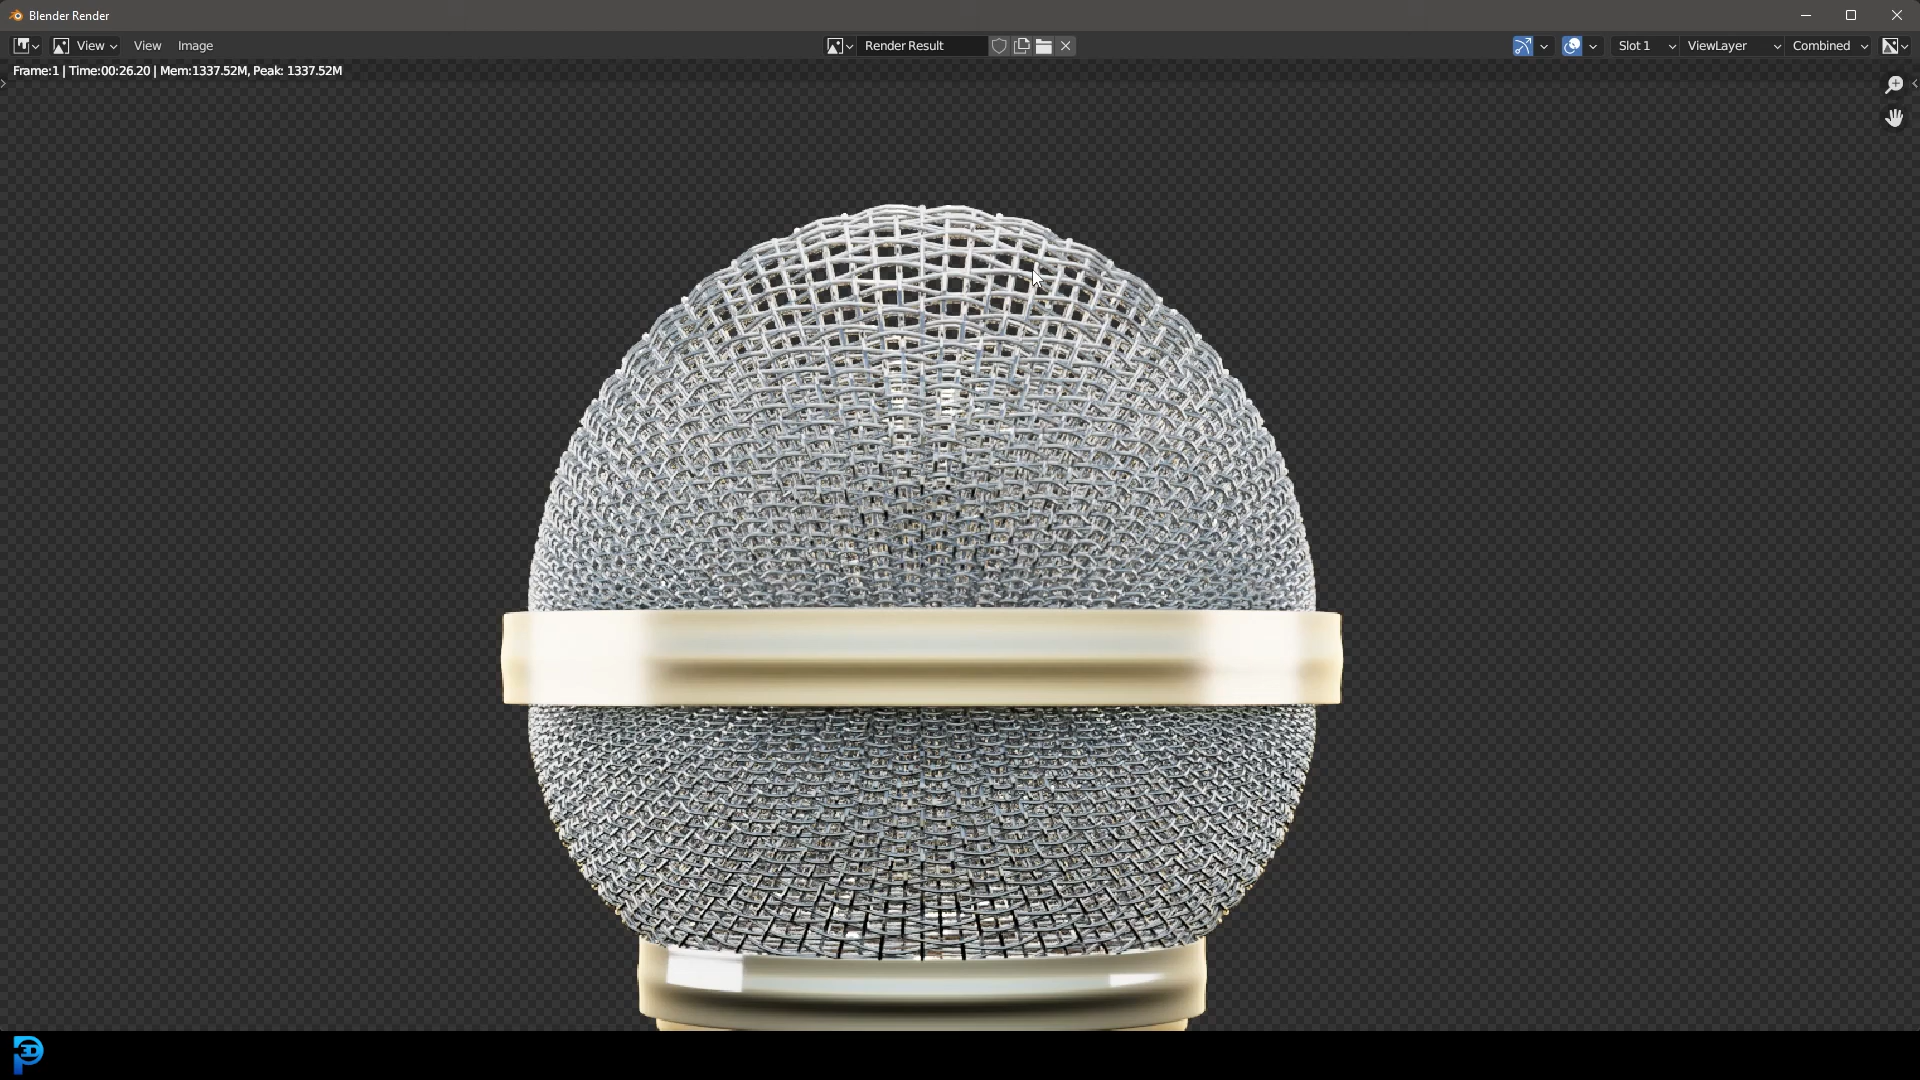 Blender Render
View View Image Render Result Slot 1 ViewLayer Combined
Frame:1 | Time:00:26.20 | Mem:1337.52M, Peak: 1337.52M
P3D